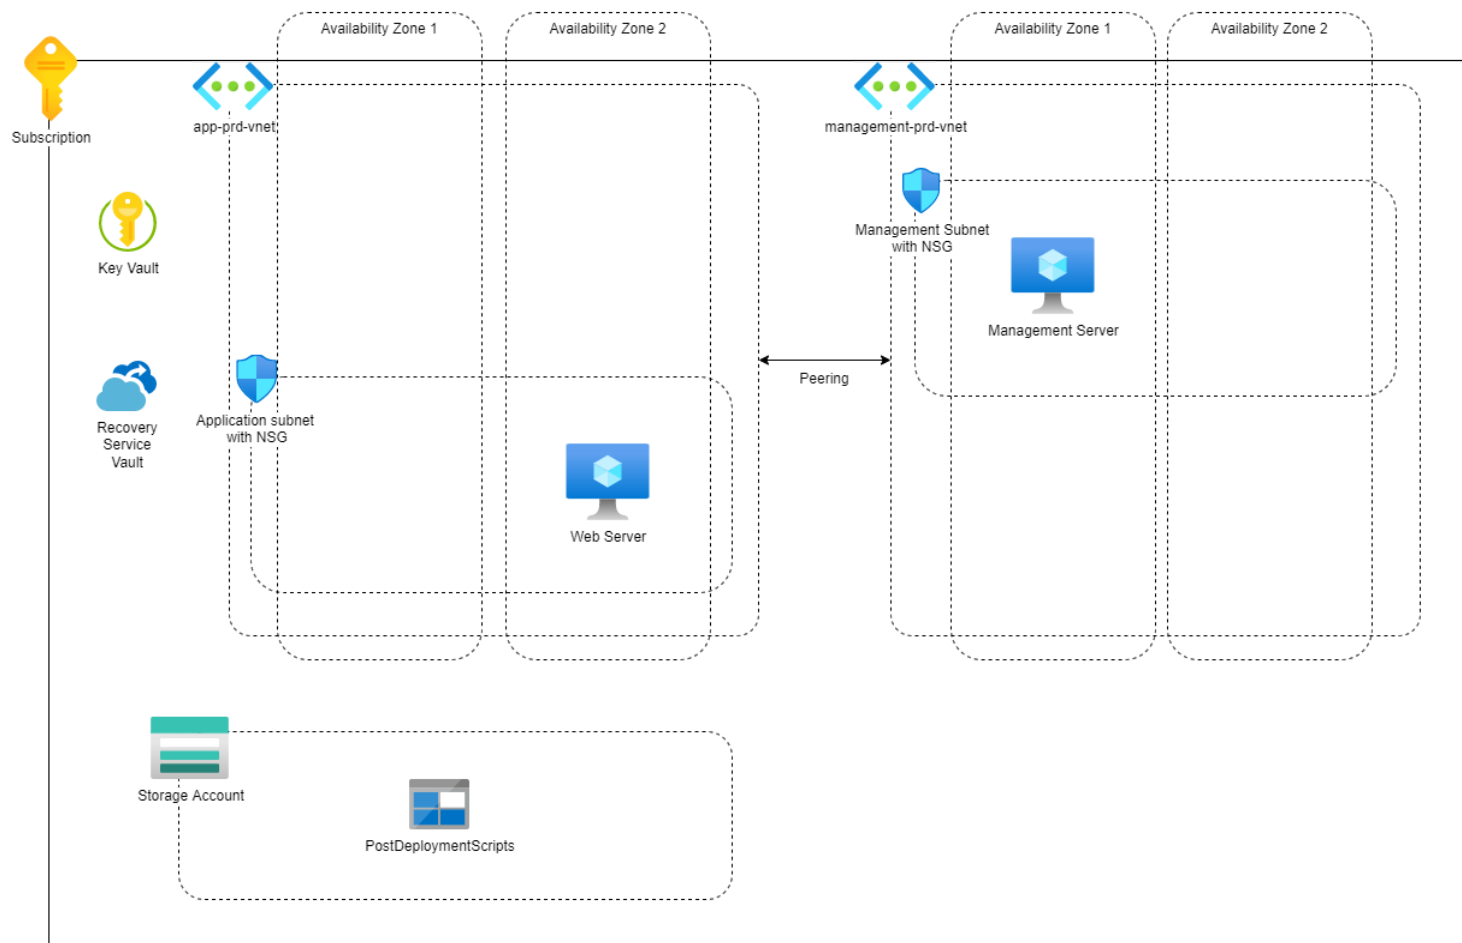 Availability Zone 1
Availability Zone 2
Availability Zone 1
Availability Zone 2
Subscription
app-prd-vnet
management-prd-vnet
Key Vault
Management Subnet
with NSG
Management Server
Peering
Recovery
Service
Vault
Application subnet
with NSG
Web Server
Storage Account
PostDeploymentScripts